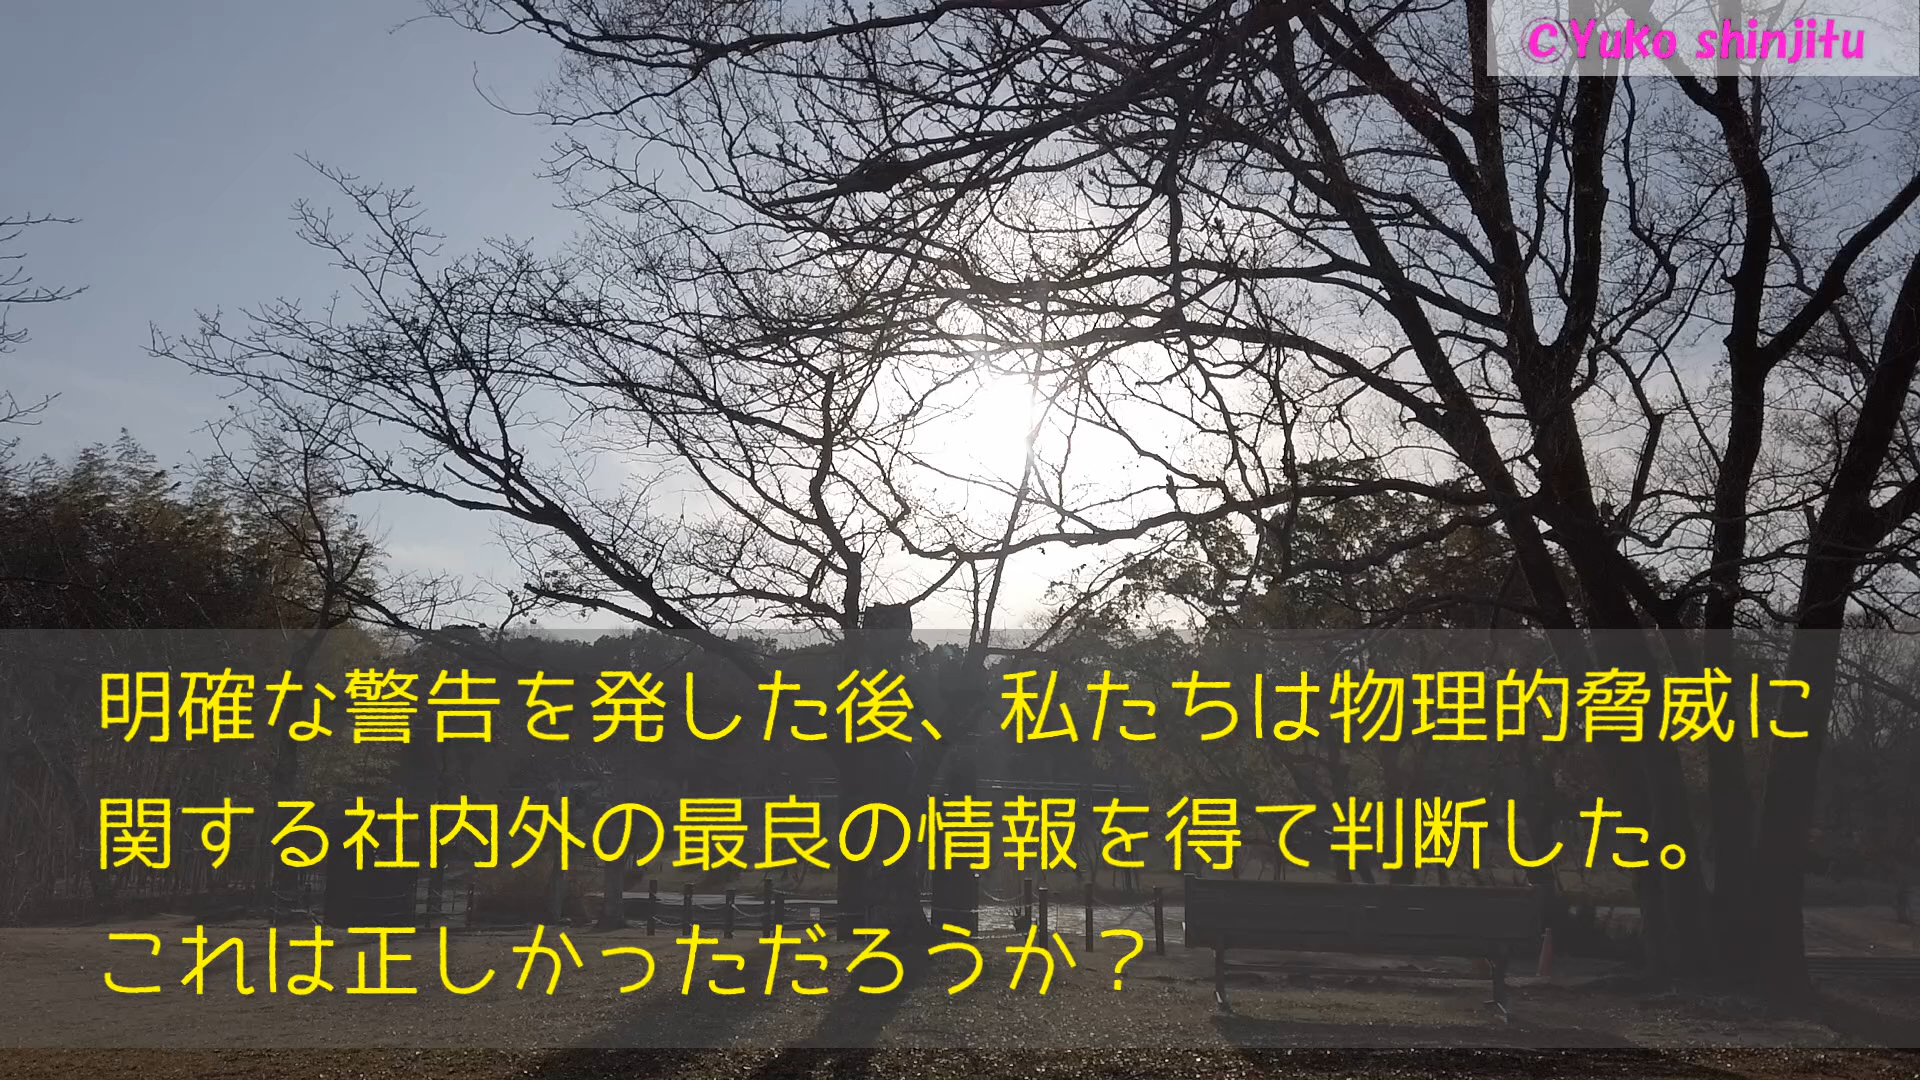 ©Yuko shinjitu
明確な警告を発した後、私たちは物理的脅威に
関する社内外の最良の情報を得て判断した。
これは正しかっただろうか？